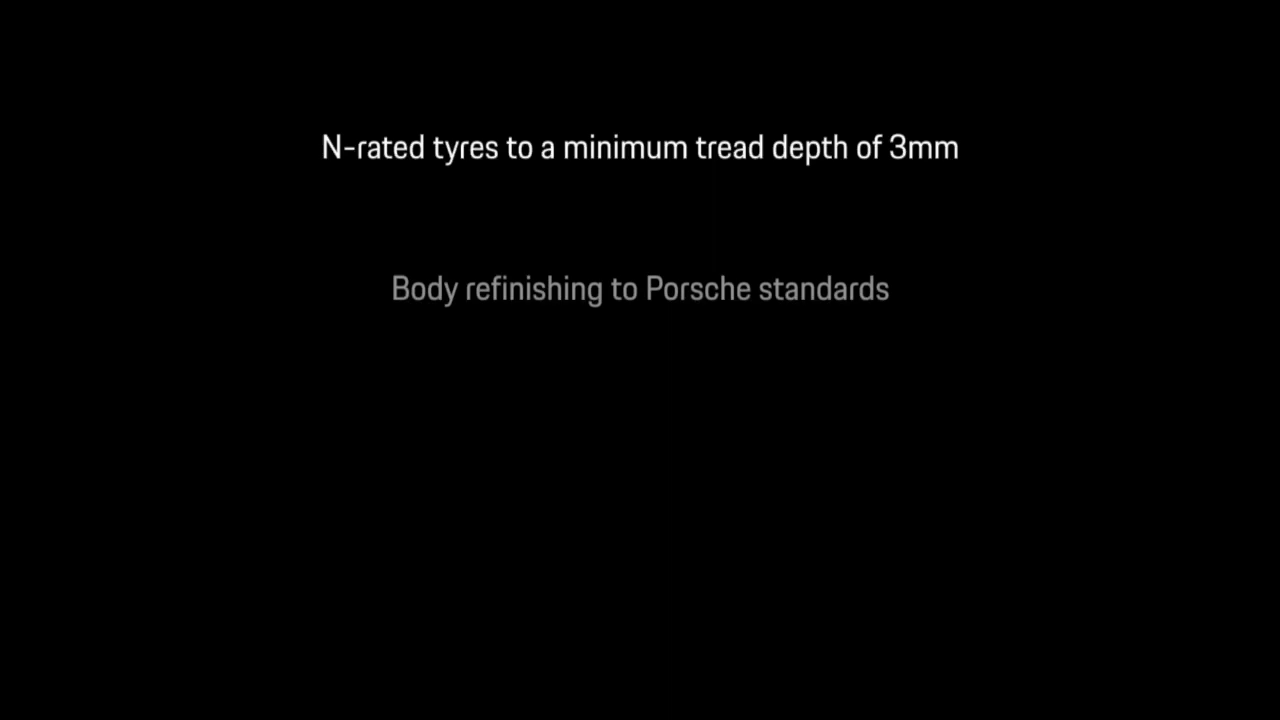 N-rated tyres to a minimum tread depth of 3mm
Body refinishing to Porsche standards